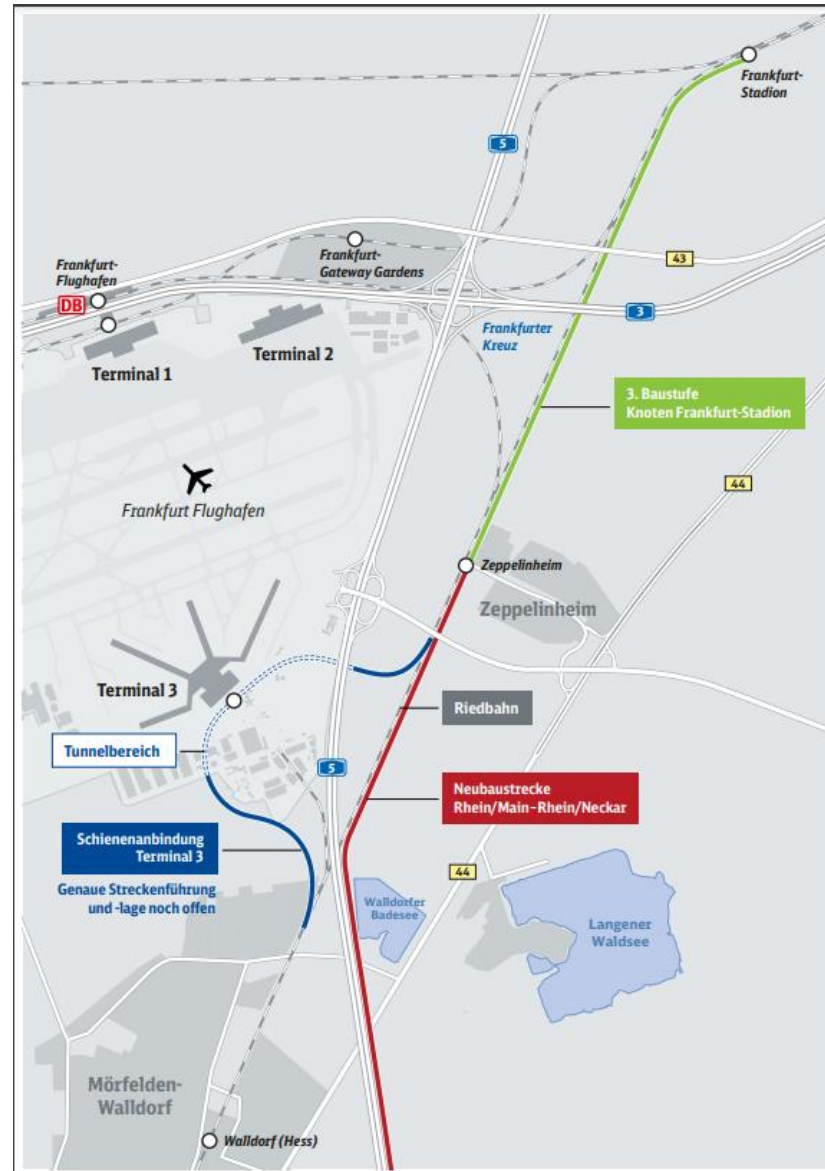 Frankfurt-
Stadion
5
Frankfurt-
Gateway Gardens
43
Frankfurt-
Flughafen
DB
3
Frankfurter
Kreuz
Terminal 2
Terminal 1
3. Baustufe
Knoten Frankfurt-Stadion
44
Frankfurt Flughafen
Zeppelinheim
Zeppelinheim
Terminal 3
Riedbahn
Tunnelbereich
5
Neubaustrecke
Rhein/Main–Rhein/Neckar
Schienenanbindung
Terminal 3
Genaue Streckenführung
und -lage noch offen
44
Walldorfer
Badesee
Langener
Waldsee
Mörfelden-
Walldorf
Walldorf (Hess)